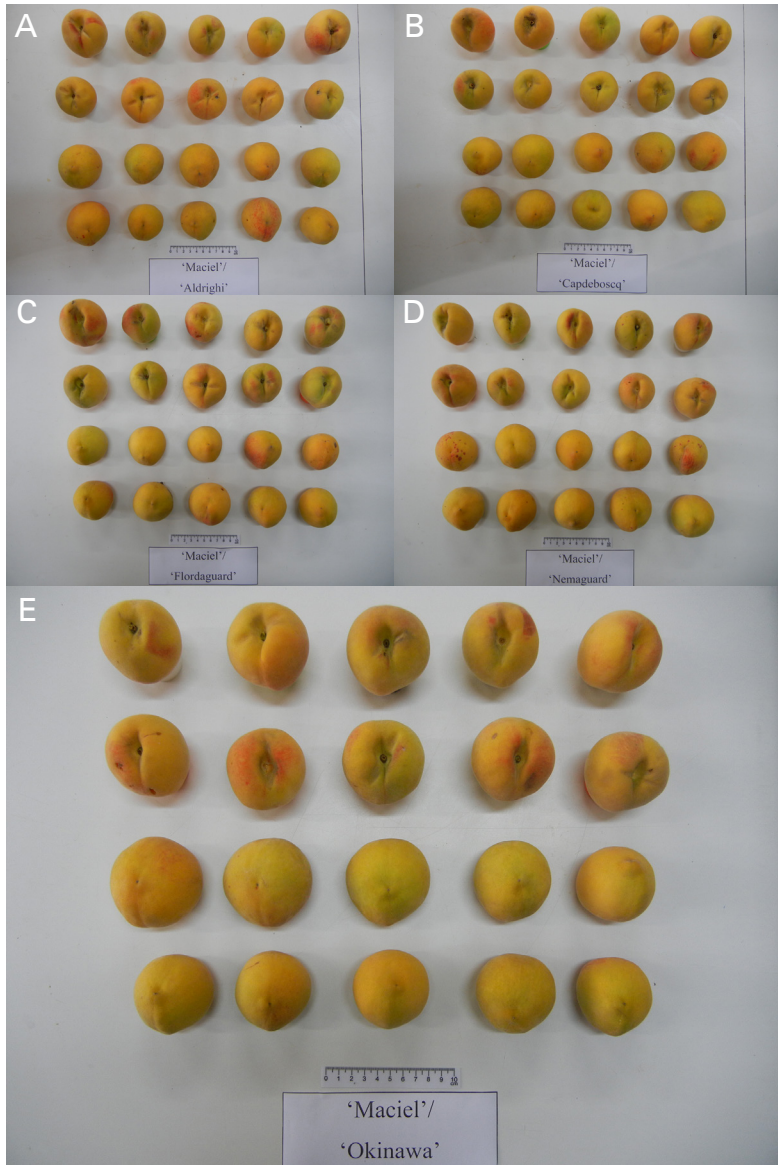 A
'Maciel'/
'Aldrighi'
B
'Maciel'/
'Capdeboscq'
C
'Maciel'/
'Flordaguard'
D
'Maciel'/
'Nemaguard'
E
0 1 2 3 4 5 6 7 8 9 10
'Maciel'/
'Okinawa'